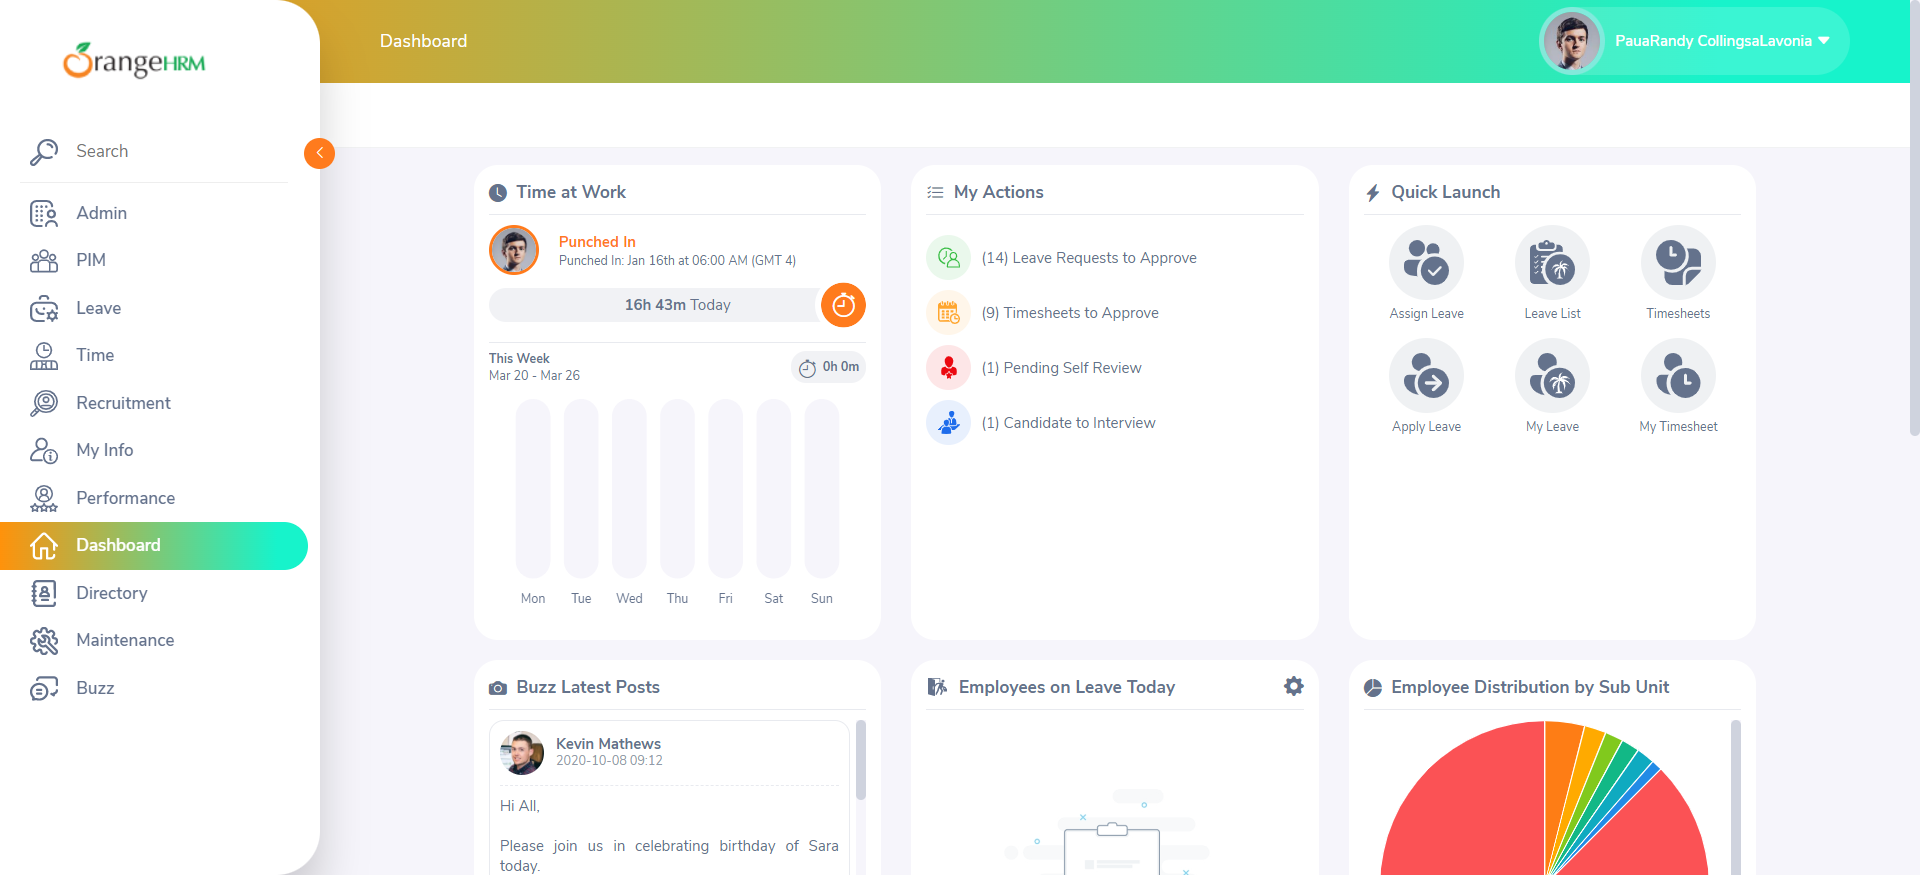 OrangeHRM
Search
Admin
PIM
Leave
Time
Recruitment
My Info
Performance
Dashboard
Directory
Maintenance
Buzz
Dashboard
PauaRandy CollingsaLavonia
Time at Work
Punched In
Punched In: Jan 16th at 06:00 AM (GMT 4)
16h 43m Today
This Week
Mar 20 - Mar 26
0h 0m
Mon Tue Wed Thu Fri Sat Sun
My Actions
(14) Leave Requests to Approve
(9) Timesheets to Approve
(1) Pending Self Review
(1) Candidate to Interview
Quick Launch
Assign Leave
Leave List
Timesheets
Apply Leave
My Leave
My Timesheet
Buzz Latest Posts
Kevin Mathews
2020-10-08 09:12
Hi All,
Please join us in celebrating birthday of Sara
today.
Employees on Leave Today
Employee Distribution by Sub Unit